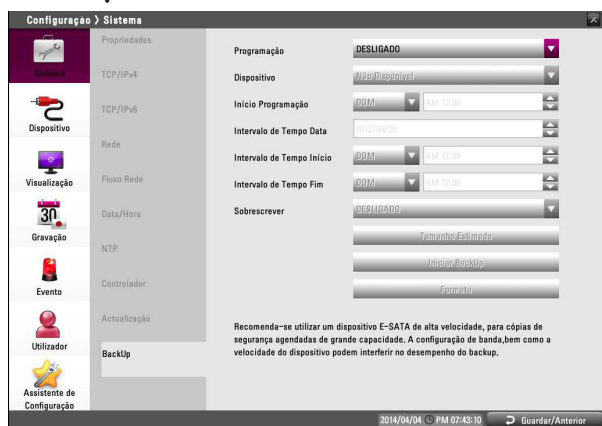 Configuração > Sistema
Sistema
Dispositivo
Visualização
30
Gravação
Evento
Utilizador
Assistente de
Configuração
Propriedades
TCP/IPv4
TCP/IPv6
Rede
Fluxo Rede
Data/Hora
NTP
Controlador
Actualização
BackUp
Programação DESLIGADO
Dispositivo Não Disponível
Início Programação DOM AM 12:00
Intervalo de Tempo Data 2012/09/25
Intervalo de Tempo Início DOM AM 12:00
Intervalo de Tempo Fim DOM AM 12:00
Sobrescrever DESLIGADO
Tamanho Estimado
Iniciar BackUp
Formato
Recomenda-se utilizar um dispositivo E-SATA de alta velocidade, para cópias de
segurança agendadas de grande capacidade. A configuração de banda,bem como a
velocidade do dispositivo podem interferir no desempenho do backup.
2014/04/04 PM 07:43:10 Guardar/Anterior